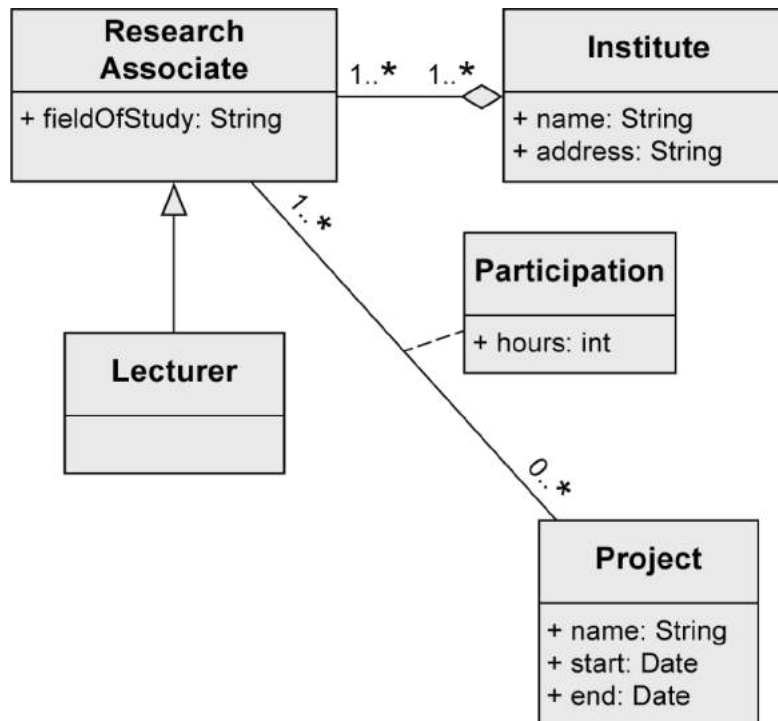 Research
Associate
+ fieldOfStudy: String
1..*
1..*
Institute
+ name: String
+ address: String
1..*
Participation
+ hours: int
Lecturer
0..*
Project
+ name: String
+ start: Date
+ end: Date